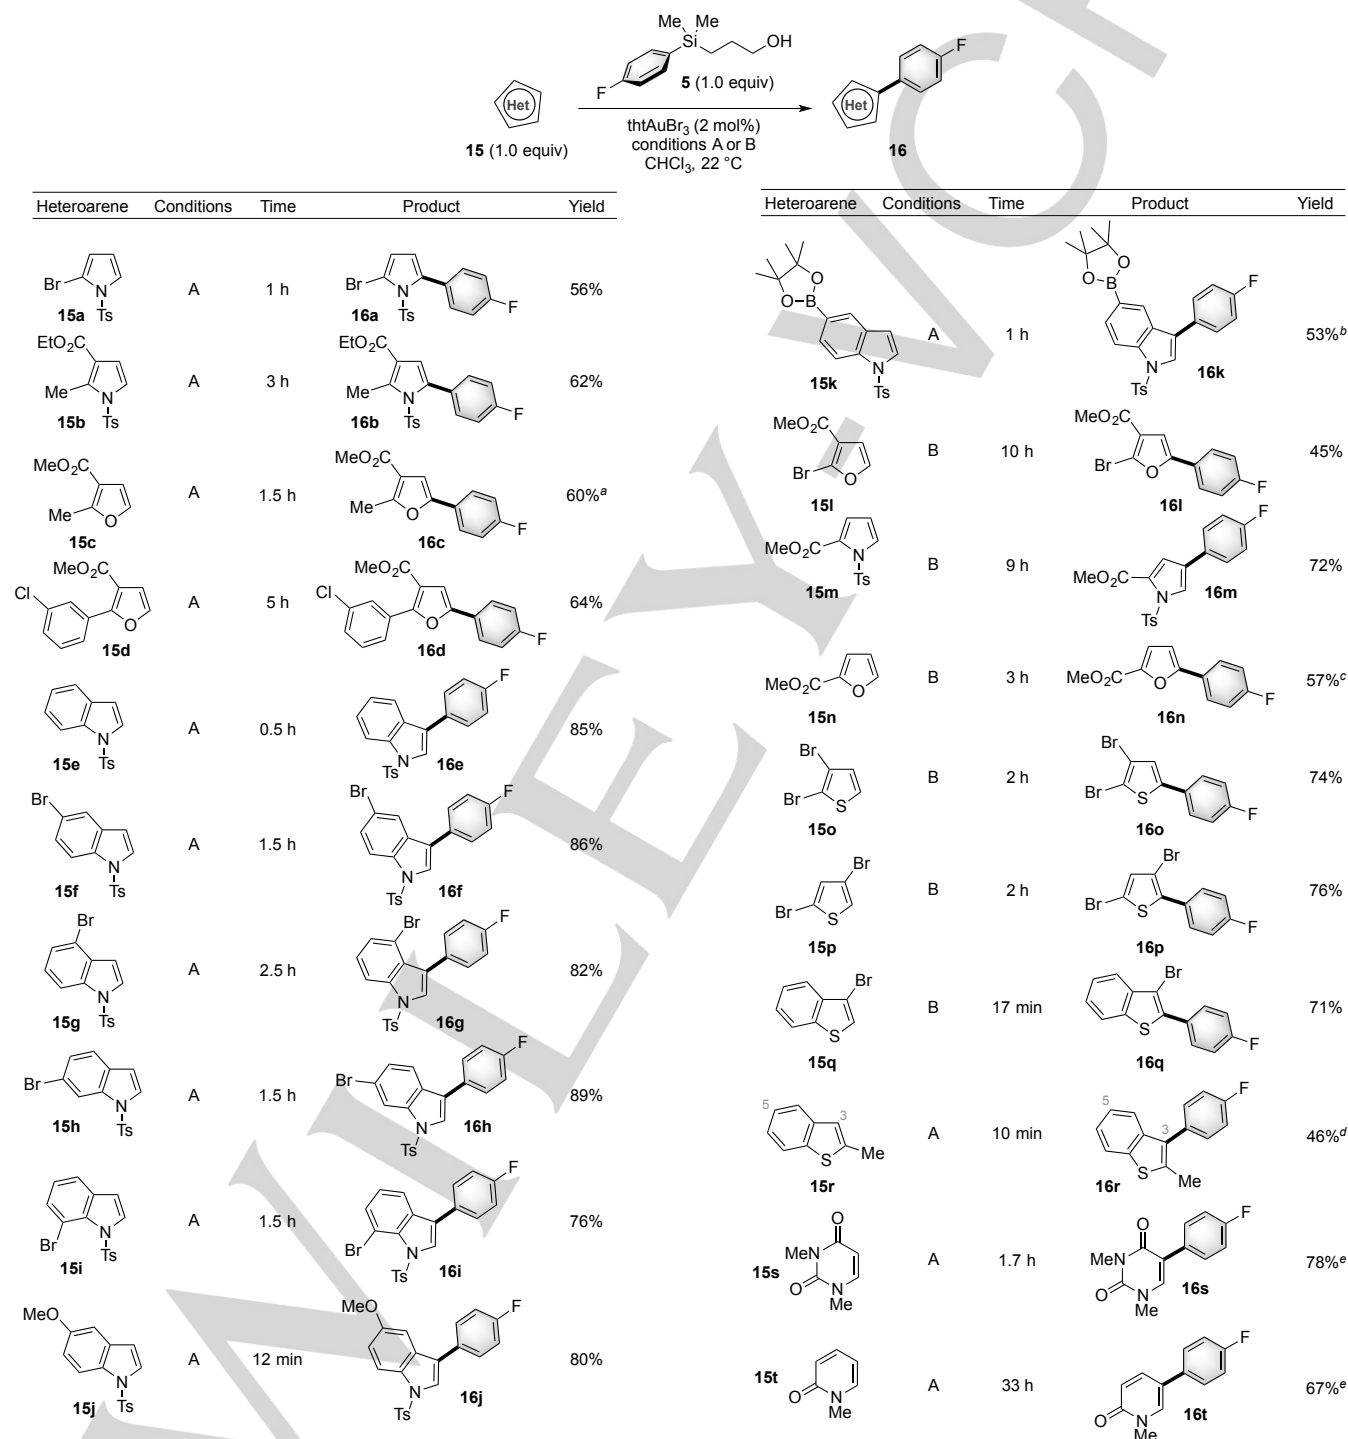 Me Me
Si
OH
F
5 (1.0 equiv)
F
Het
Het
thtAuBr3 (2 mol%)
conditions A or B
CHCl3, 22 °C
15 (1.0 equiv)
16
Heteroarene Conditions Time Product Yield
Br N Ts 15a A 1 h Br N Ts F 16a 56%
EtO2C Me N Ts 15b A 3 h EtO2C Me N Ts F 16b 62%
MeO2C Me O 15c A 1.5 h MeO2C Me O F 16c 60%a
MeO2C Cl O 15d A 5 h MeO2C Cl O F 16d 64%
N Ts 15e A 0.5 h F N Ts 16e 85%
Br N Ts 15f A 1.5 h Br F N Ts 16f 86%
Br N Ts 15g A 2.5 h Br F N Ts 16g 82%
Br N Ts 15h A 1.5 h Br F N Ts 16h 89%
Br N Ts 15i A 1.5 h F Br N Ts 16i 76%
MeO N Ts 15j A 12 min MeO F N Ts 16j 80%
Heteroarene Conditions Time Product Yield
O O B N Ts 15k A 1 h O O B F N Ts 16k 53%b
MeO2C Br O 15l B 10 h MeO2C Br O F 16l 45%
MeO2C N Ts 15m B 9 h F MeO2C N Ts 16m 72%
MeO2C O 15n B 3 h MeO2C O F 16n 57%c
Br Br S 15o B 2 h Br Br S F 16o 74%
Br Br S 15p B 2 h Br Br S F 16p 76%
Br S 15q B 17 min Br S F 16q 71%
5 3 S Me 15r A 10 min 5 3 F S Me 16r 46%d
O MeN O N Me 15s A 1.7 h O MeN O N Me F 16s 78%e
15t O N Me A 33 h F O N Me 16t 67%e
WILEY-VCH